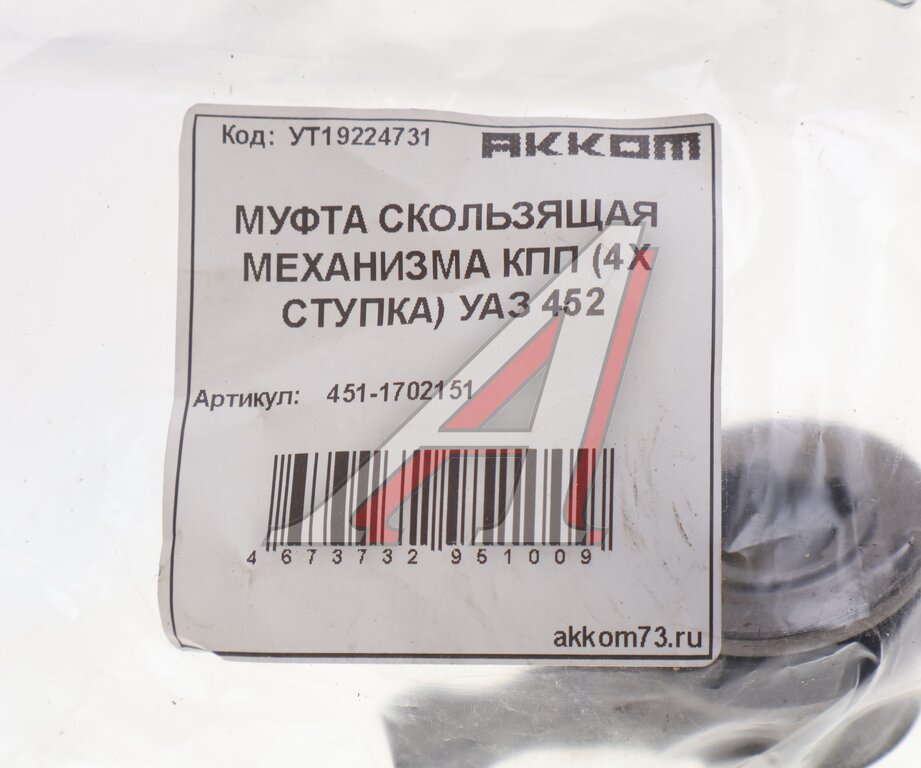 Код: УТ19224731
AKKOM
МУФТА СКОЛЬЗЯЩАЯ
МЕХАНИЗМА КПП (4Х
СТУПКА) УАЗ 452
Артикул: 451-1702151
4 673732 951009
akkom73.ru